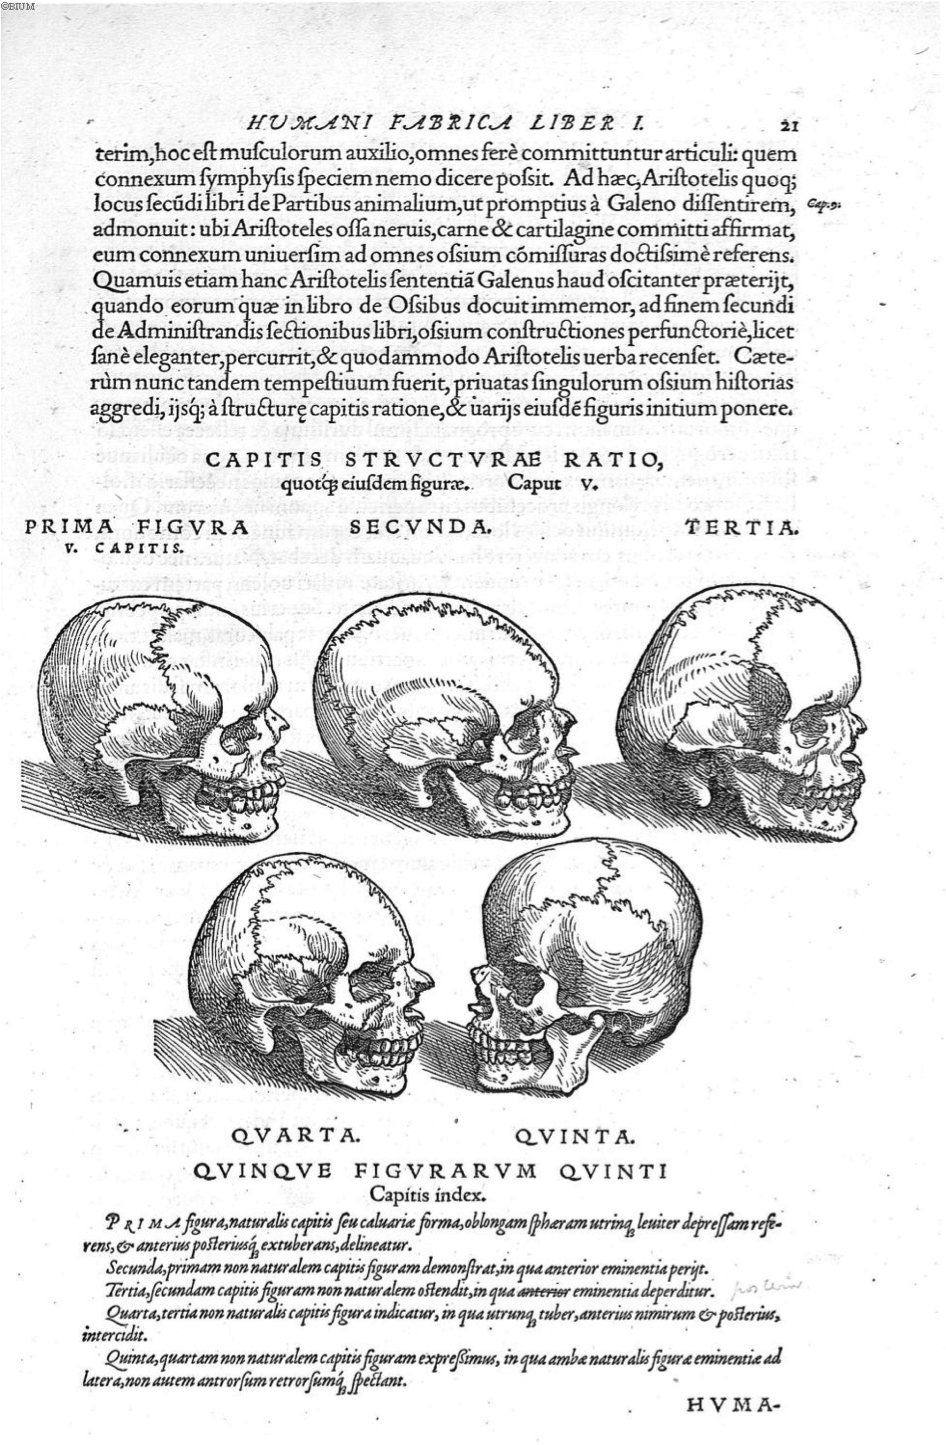 ©BIUM
HVMANI FABRICA LIBER I. 21
terim,hoc eſt muſculorum auxilio,omnes ferè committuntur articuli: quem
connexum ſymphyſis ſpeciem nemo dicere poſsit. Ad hæc, Ariſtotelis quoq;
locus ſecũdi libri de Partibus animalium,ut promptius à Galeno diſſentirem, Cap.9.
admonuit: ubi Ariſtoteles oſſa neruis,carne & cartilagine committi affirmat,
eum connexum uniuerſim ad omnes oſsium cómiſſuras doctiſsimè referens.
Quamuis etiam hanc Ariſtotelis ſententiã Galenus haud oſcitanter præterijt,
quando eorum quæ in libro de Oſsibus docuit immemor, ad finem ſecundi
de Adminiſtrandis ſectionibus libri,oſsium conſtructiones perfunctoriè,licet
ſanè eleganter,percurrit,& quodammodo Ariſtotelis uerba recenſet. Cæte-
rùm nunc tandem tempeſtiuum fuerit, priuatas ſingulorum oſsium hiſtorias
aggredi, ijsq́; à ſtructurę capitis ratione,& uarijs eiuſdẽ figuris initium ponere.
CAPITIS STRVCTVRAE RATIO,
quotq́ꝫ eiuſdem figuræ. Caput V.
PRIMA FIGVRA SECVNDA. TERTIA.
V. CAPITIS.
QVARTA. QVINTA.
QVINQVE FIGVRARVM QVINTI
Capitis index.
PRIMA figura,naturalis capitis ſeu caluariæ forma,oblongam ſphæram utrinqꝫ leuiter depreſſam refe-
rens,& anterius poſteriusq́ꝫ extuberans,delineatur.
Secunda,primam non naturalem capitis figuram demonſtrat,in qua anterior eminentia perijt.
Tertia,ſecundam capitis figuram non naturalem oſtendit,in qua anterior eminentia deperditur. posterior
Quarta,tertia non naturalis capitis figura indicatur, in qua utrunqꝫ tuber,anterius nimirum & poſterius,
intercidit.
Quinta,quartam non naturalem capitis figuram expreſsimus, in qua ambæ naturalis figuræ eminentiæ ad
latera,non autem antrorſum retrorſumq́ꝫ ſpectant.
HVMA-